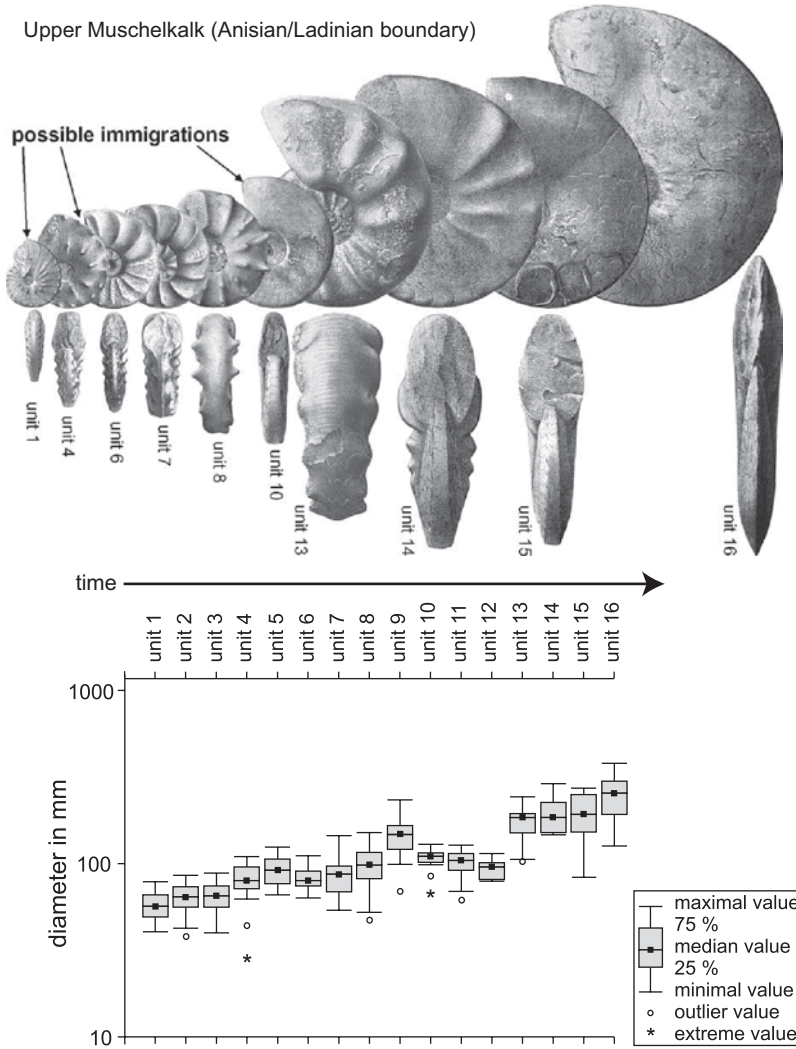 Upper Muschelkalk (Anisian/Ladinian boundary)
possible immigrations
unit 1
unit 4
unit 6
unit 7
unit 8
unit 10
unit 13
unit 14
unit 15
unit 16
time
unit 1
unit 2
unit 3
unit 4
unit 5
unit 6
unit 7
unit 8
unit 9
unit 10
unit 11
unit 12
unit 13
unit 14
unit 15
unit 16
diameter in mm
1000
100
10
maximal value
75 %
median value
25 %
minimal value
outlier value
* extreme value